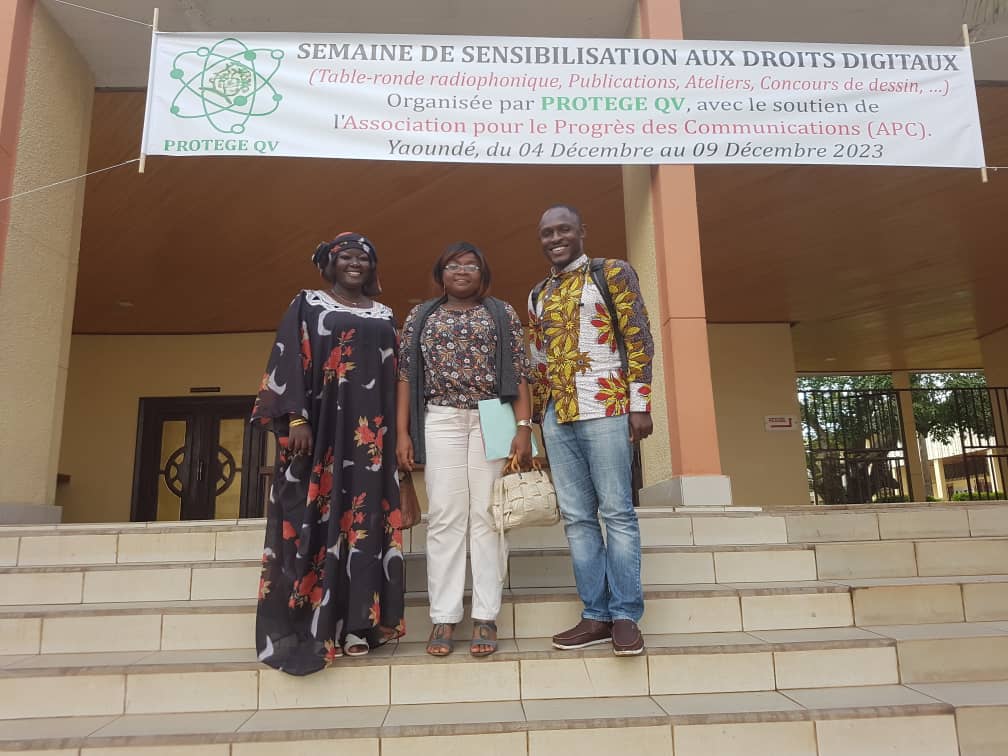 SEMAINE DE SENSIBILISATION AUX DROITS DIGITAUX
(Table-ronde radiophonique, Publications, Ateliers, Concours de dessin, ...)
Organisée par PROTEGE QV, avec le soutien de
l'Association pour le Progrès des Communications (APC).
Yaoundé, du 04 Décembre au 09 Décembre 2023
PROTEGE QV